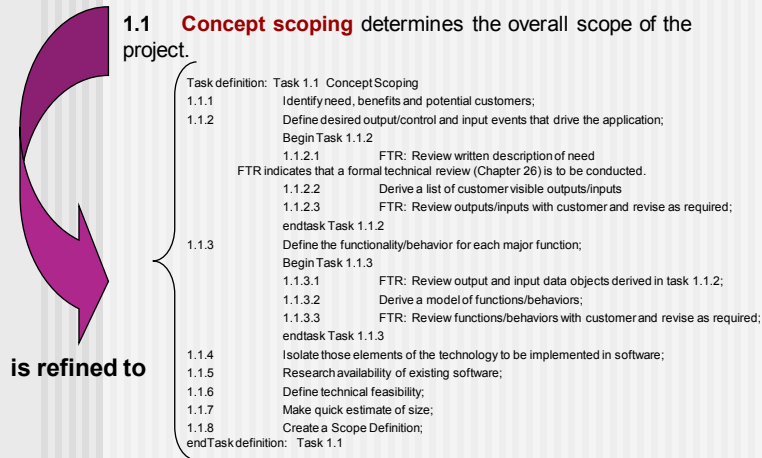 1.1 Concept scoping determines the overall scope of the
project.
Task definition: Task 1.1 Concept Scoping
1.1.1 Identify need, benefits and potential customers;
1.1.2 Define desired output/control and input events that drive the application;
Begin Task 1.1.2
1.1.2.1 FTR: Review written description of need
FTR indicates that a formal technical review (Chapter 26) is to be conducted.
1.1.2.2 Derive a list of customer visible outputs/inputs
1.1.2.3 FTR: Review outputs/inputs with customer and revise as required;
endtask Task 1.1.2
1.1.3 Define the functionality/behavior for each major function;
Begin Task 1.1.3
1.1.3.1 FTR: Review output and input data objects derived in task 1.1.2;
1.1.3.2 Derive a model of functions/behaviors;
1.1.3.3 FTR: Review functions/behaviors with customer and revise as required;
endtask Task 1.1.3
1.1.4 Isolate those elements of the technology to be implemented in software;
1.1.5 Research availability of existing software;
1.1.6 Define technical feasibility;
1.1.7 Make quick estimate of size;
1.1.8 Create a Scope Definition;
endTask definition: Task 1.1
is refined to